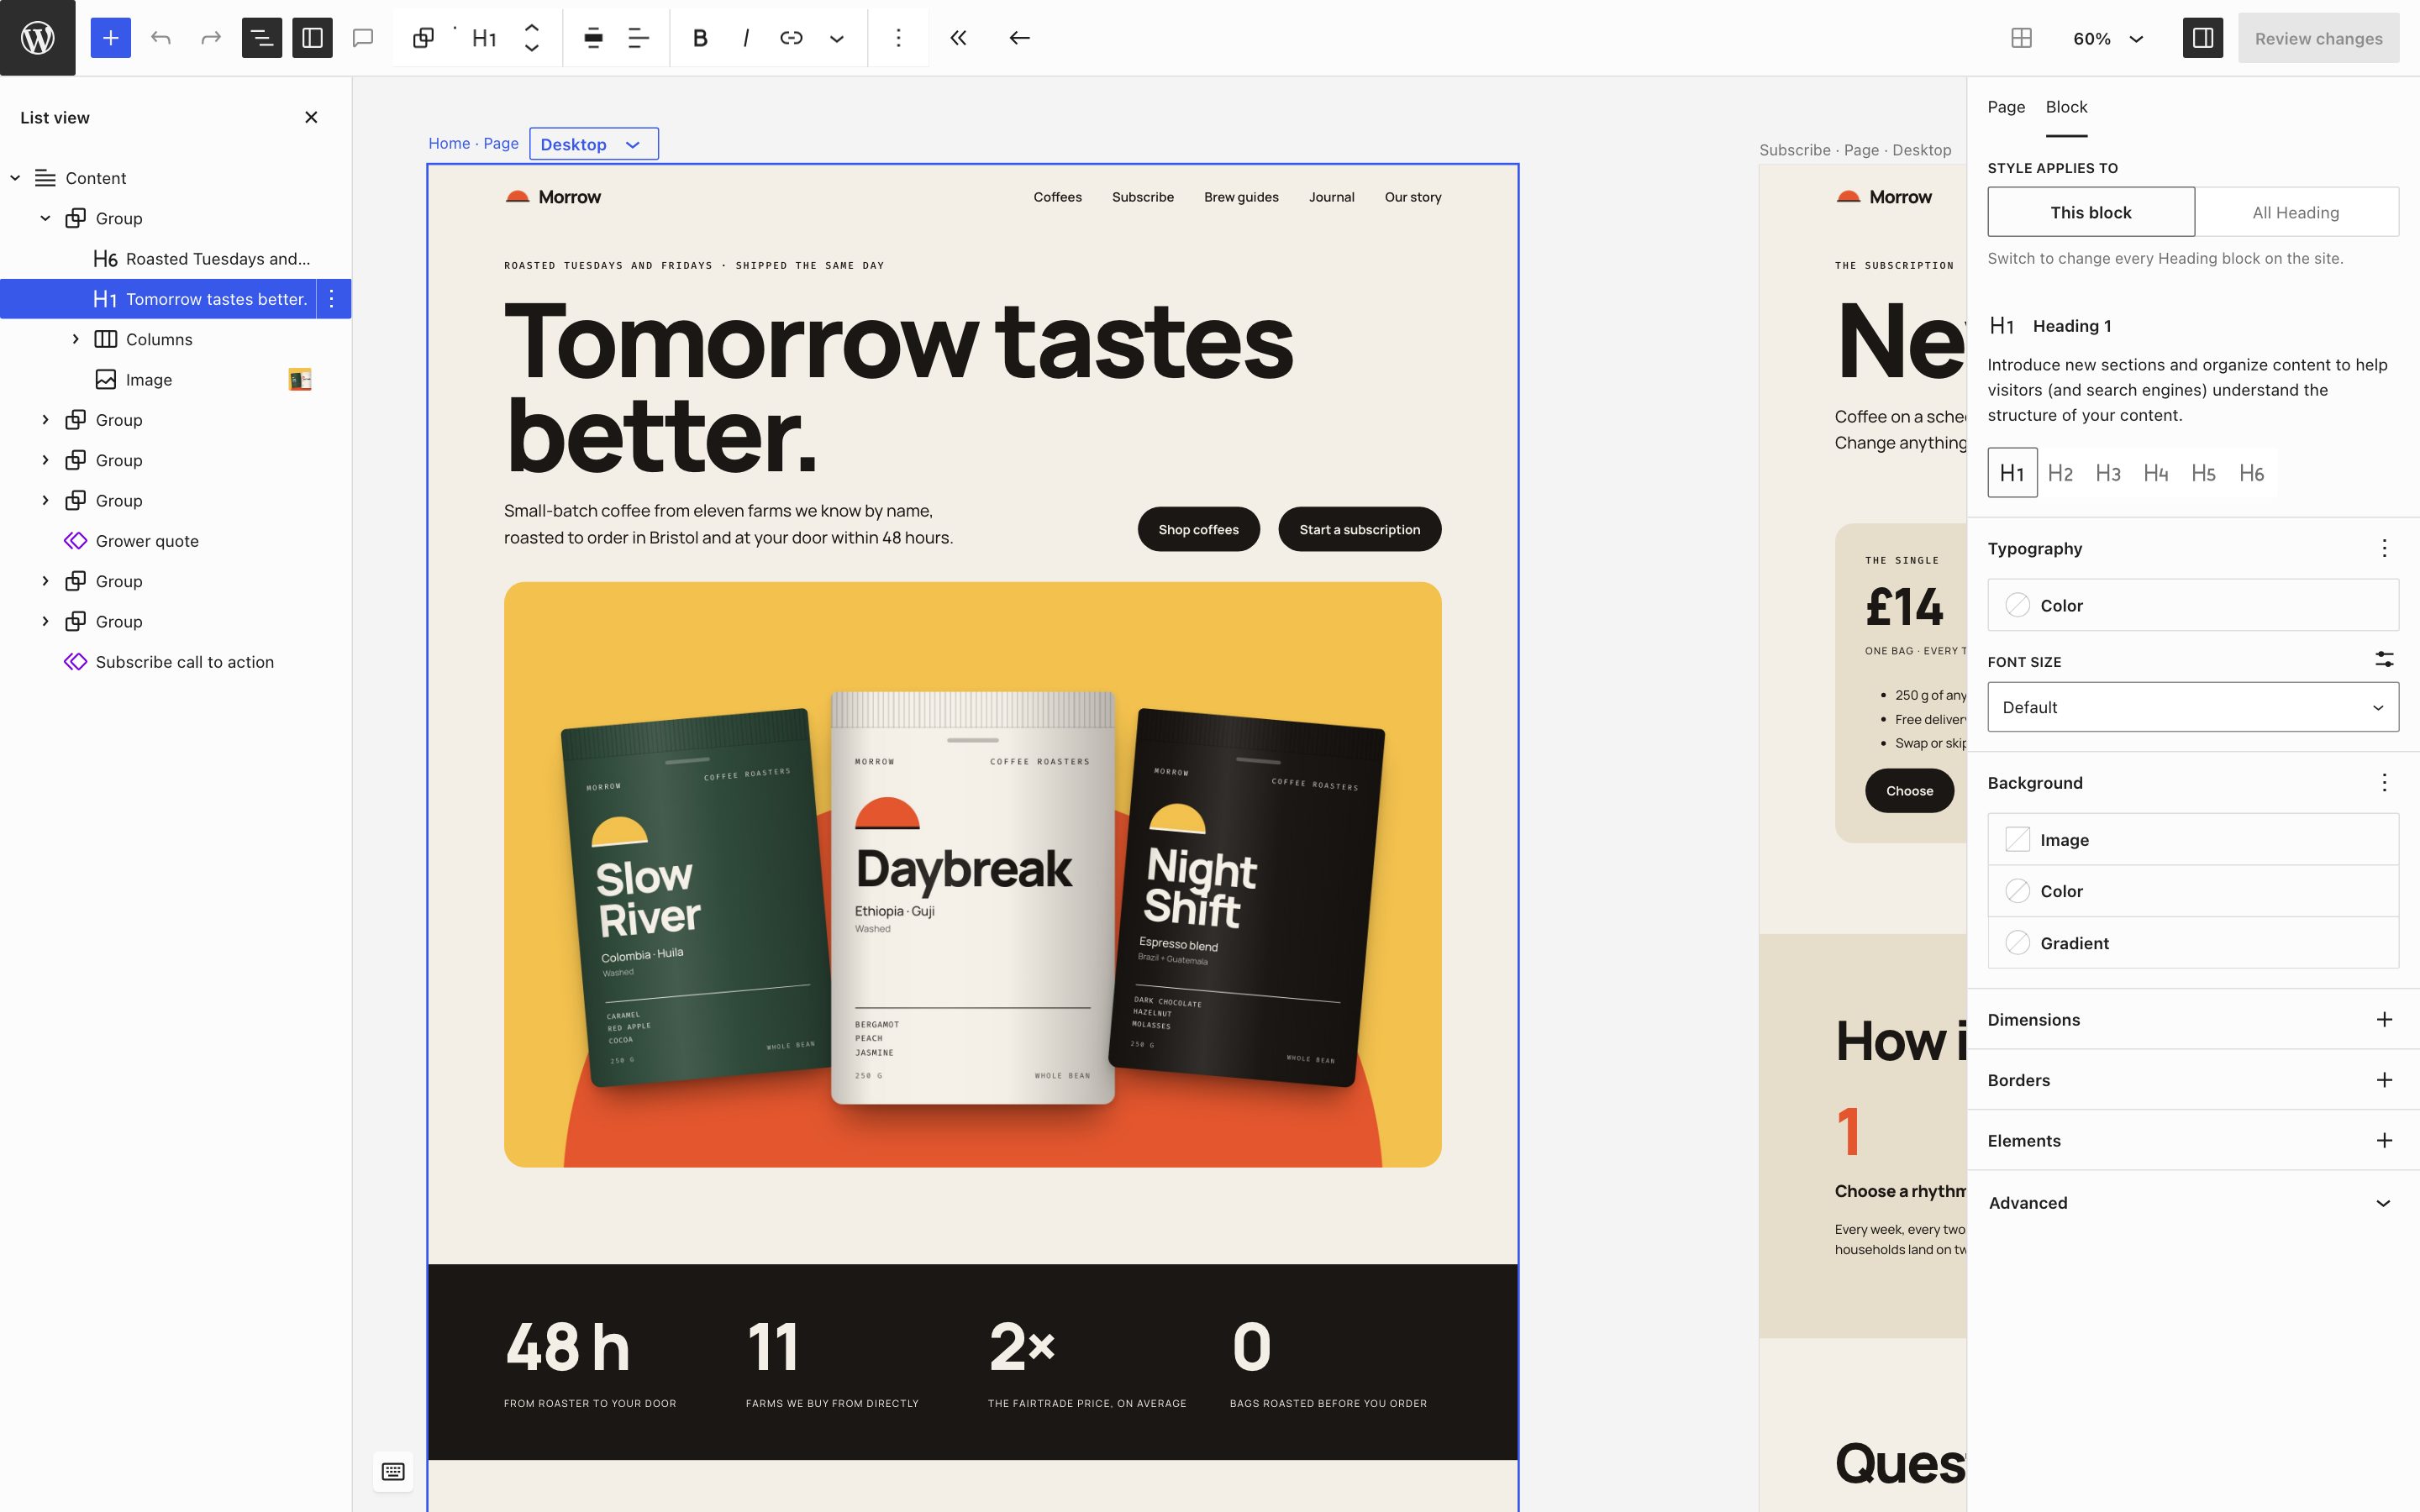 H1
B
I
60%
Review changes
List view
Content
Group
H6 Roasted Tuesdays and...
H1 Tomorrow tastes better.
Columns
Image
Group
Group
Group
Grower quote
Group
Group
Subscribe call to action
Home · Page
Desktop
Morrow
Coffees
Subscribe
Brew guides
Journal
Our story
ROASTED TUESDAYS AND FRIDAYS · SHIPPED THE SAME DAY
Tomorrow tastes
better.
Small-batch coffee from eleven farms we know by name,
roasted to order in Bristol and at your door within 48 hours.
Shop coffees
Start a subscription
MORROW
COFFEE ROASTERS
Slow
River
Colombia · Huila
Washed
CARAMEL
RED APPLE
COCOA
250 G
WHOLE BEAN
MORROW
COFFEE ROASTERS
Daybreak
Ethiopia · Guji
Washed
BERGAMOT
PEACH
JASMINE
250 G
WHOLE BEAN
MORROW
COFFEE ROASTERS
Night
Shift
Espresso blend
Brazil + Guatemala
DARK CHOCOLATE
HAZELNUT
MOLASSES
250 G
WHOLE BEAN
48 h
FROM ROASTER TO YOUR DOOR
11
FARMS WE BUY FROM DIRECTLY
2×
THE FAIRTRADE PRICE, ON AVERAGE
0
BAGS ROASTED BEFORE YOU ORDER
Subscribe · Page · Desktop
Morrow
THE SUBSCRIPTION
Ne
Coffee on a sche
Change anything
THE SINGLE
£14
ONE BAG · EVERY T
250 g of any
Free deliver
Swap or skip
Choose
How i
1
Choose a rhythm
Every week, every two
households land on tw
Ques
Page
Block
STYLE APPLIES TO
This block
All Heading
Switch to change every Heading block on the site.
H1 Heading 1
Introduce new sections and organize content to help
visitors (and search engines) understand the
structure of your content.
H1 H2 H3 H4 H5 H6
Typography
Color
FONT SIZE
Default
Background
Image
Color
Gradient
Dimensions
Borders
Elements
Advanced